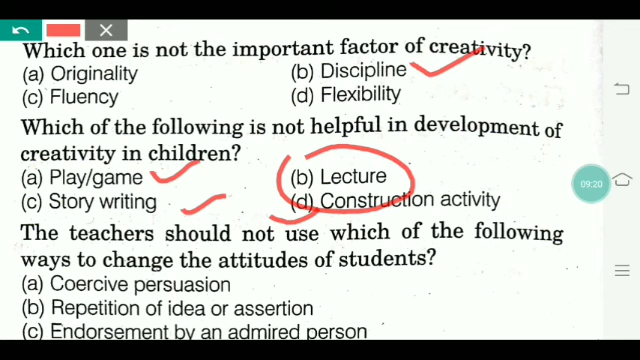 Which one is not the important factor of creativity?
(a) Originality (b) Discipline
(c) Fluency (d) Flexibility
Which of the following is not helpful in development of
creativity in children?
(a) Play/game (b) Lecture
(c) Story writing (d) Construction activity
The teachers should not use which of the following
ways to change the attitudes of students?
(a) Coercive persuasion
(b) Repetition of idea or assertion
(c) Endorsement by an admired person
09:20